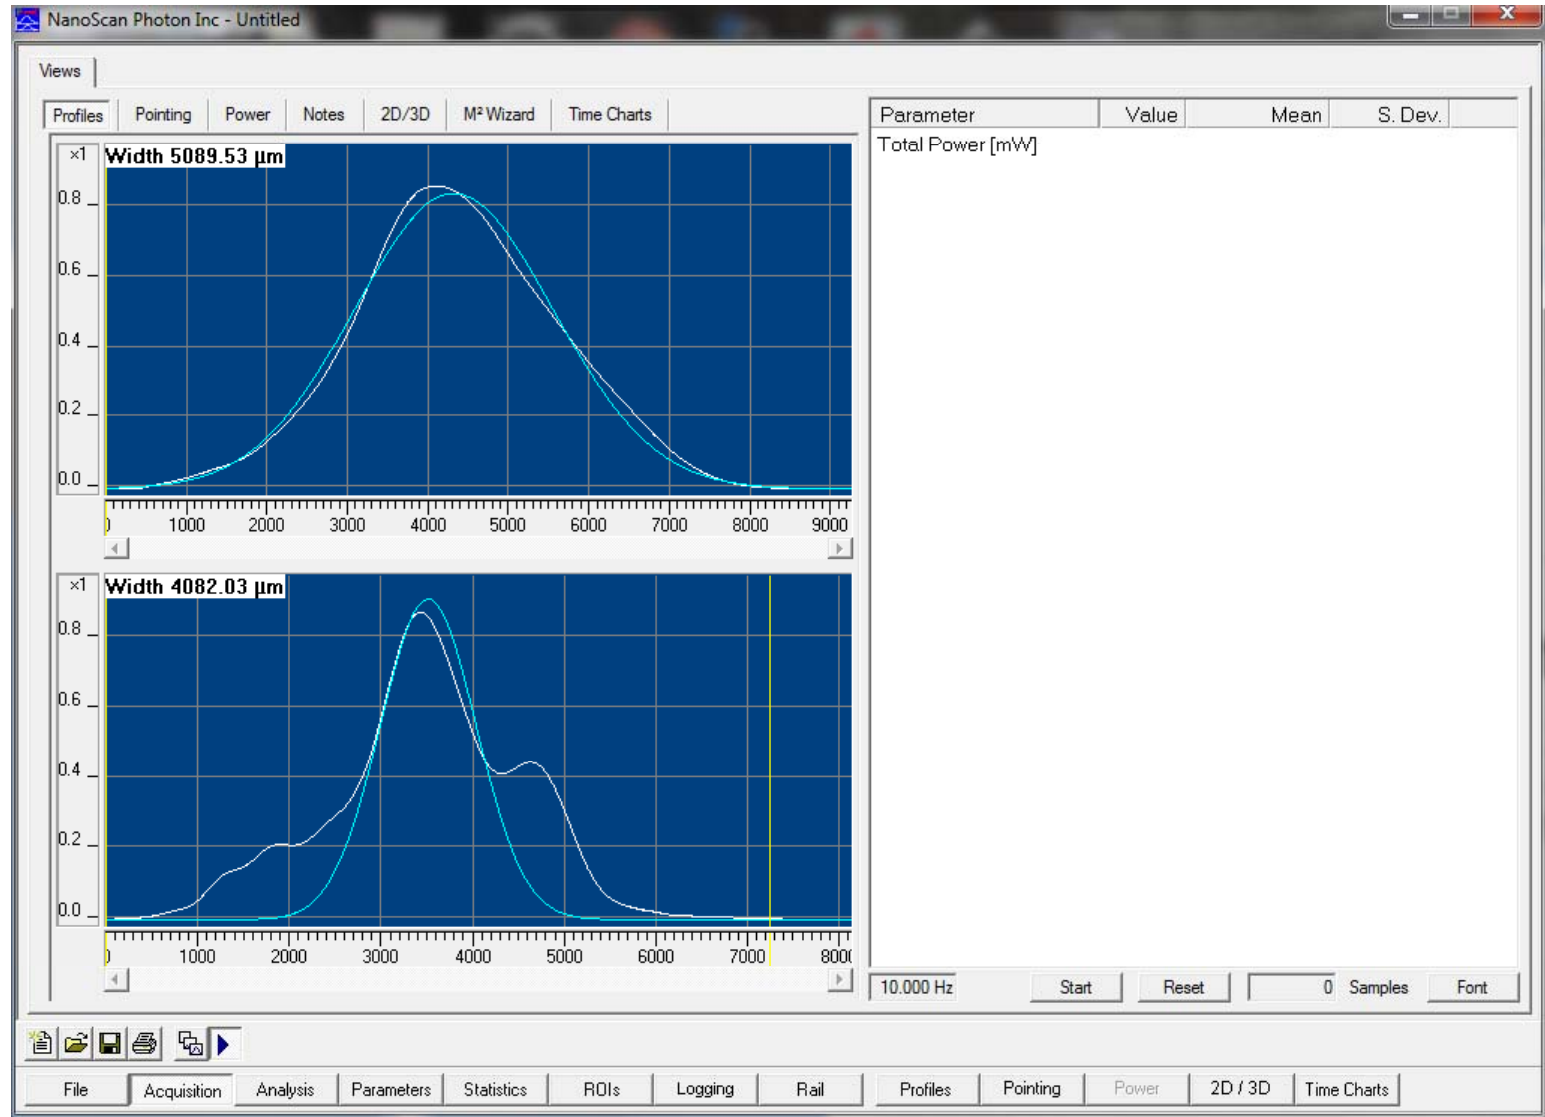 NanoScan Photon Inc - Untitled
Views
Profiles Pointing Power Notes 2D/3D M² Wizard Time Charts
Parameter Value Mean S. Dev.
Total Power [mW]
×1 Width 5089.53 µm
0.8
0.6
0.4
0.2
0.0
1000 2000 3000 4000 5000 6000 7000 8000 9000
×1 Width 4082.03 µm
0.8
0.6
0.4
0.2
0.0
1000 2000 3000 4000 5000 6000 7000
10.000 Hz Start Reset 0 Samples Font
File Acquisition Analysis Parameters Statistics ROIs Logging Rail Profiles Pointing Power 2D / 3D Time Charts